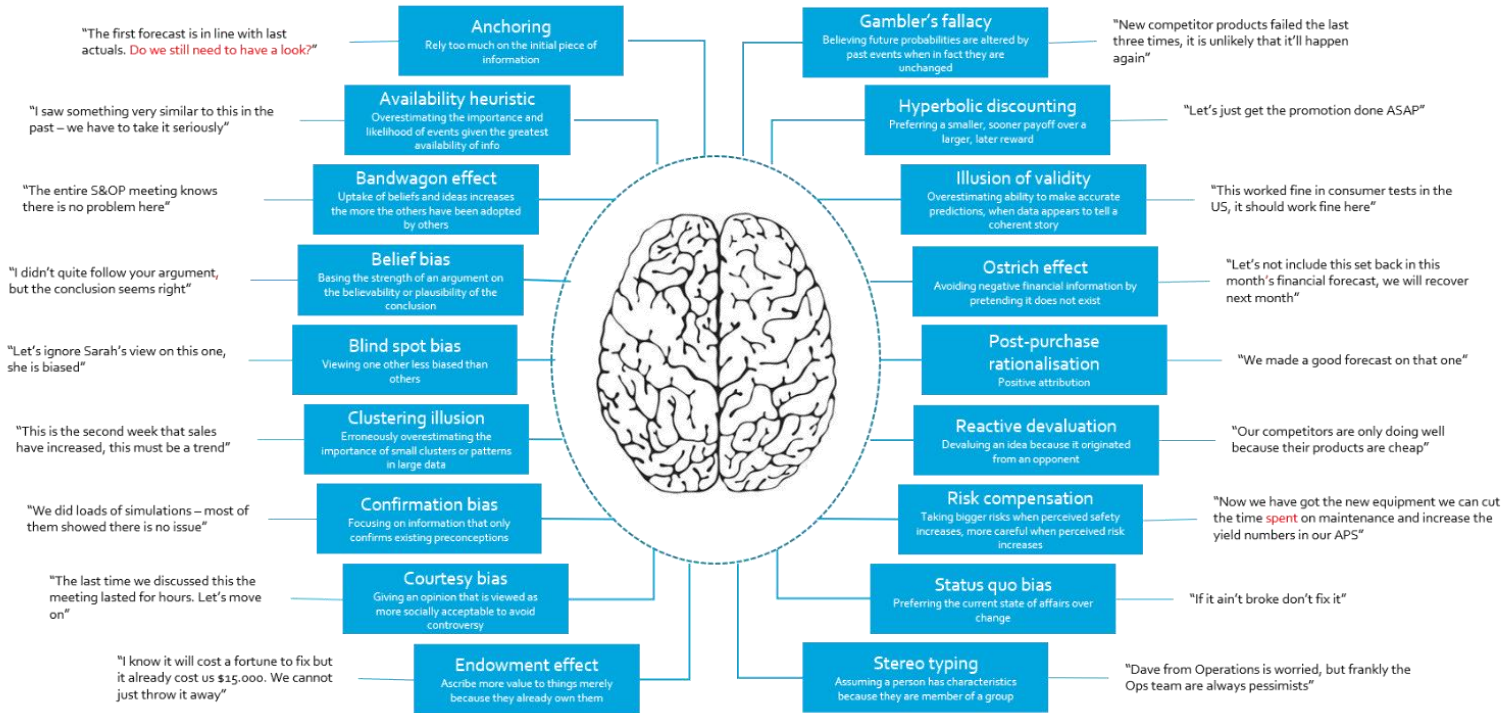 "The first forecast is in line with last
actuals. Do we still need to have a look?"
Anchoring
Rely too much on the initial piece of
information
"I saw something very similar to this in the
past – we have to take it seriously"
Availability heuristic
Overestimating the importance and
likelihood of events given the greatest
availability of info
"The entire S&OP meeting knows
there is no problem here"
Bandwagon effect
Uptake of beliefs and ideas increases
the more the others have been adopted
by others
"I didn't quite follow your argument,
but the conclusion seems right"
Belief bias
Basing the strength of an argument on
the believability or plausibility of the
conclusion
"Let's ignore Sarah's view on this one,
she is biased"
Blind spot bias
Viewing one other less biased than
others
"This is the second week that sales
have increased, this must be a trend"
Clustering illusion
Erroneously overestimating the
importance of small clusters or patterns
in large data
"We did loads of simulations – most of
them showed there is no issue"
Confirmation bias
Focusing on information that only
confirms existing preconceptions
"The last time we discussed this the
meeting lasted for hours. Let's move
on"
Courtesy bias
Giving an opinion that is viewed as
more socially acceptable to avoid
controversy
"I know it will cost a fortune to fix but
it already cost us $15.000. We cannot
just throw it away"
Endowment effect
Ascribe more value to things merely
because they already own them
Gambler's fallacy
Believing future probabilities are altered by
past events when in fact they are
unchanged
"New competitor products failed the last
three times, it is unlikely that it'll happen
again"
Hyperbolic discounting
Preferring a smaller, sooner payoff over a
larger, later reward
"Let's just get the promotion done ASAP"
Illusion of validity
Overestimating ability to make accurate
predictions, when data appears to tell a
coherent story
"This worked fine in consumer tests in the
US, it should work fine here"
Ostrich effect
Avoiding negative financial information by
pretending it does not exist
"Let's not include this set back in this
month's financial forecast, we will recover
next month"
Post-purchase
rationalisation
Positive attribution
"We made a good forecast on that one"
Reactive devaluation
Devaluing an idea because it originated
from an opponent
"Our competitors are only doing well
because their products are cheap"
Risk compensation
Taking bigger risks when perceived safety
increases, more careful when perceived risk
increases
"Now we have got the new equipment we can cut
the time spent on maintenance and increase the
yield numbers in our APS"
Status quo bias
Preferring the current state of affairs over
change
"If it ain't broke don't fix it"
Stereo typing
Assuming a person has characteristics
because they are member of a group
"Dave from Operations is worried, but frankly the
Ops team are always pessimists"